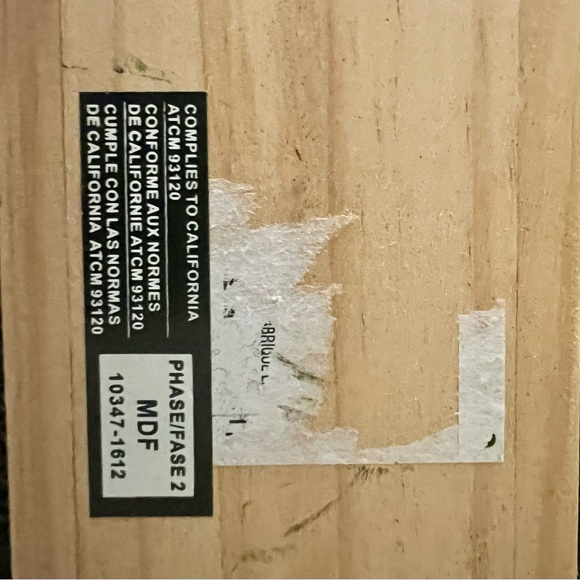 COMPLIES TO CALIFORNIA
ATCM 93120
CONFORME AUX NORMES
DE CALIFORNIE ATCM 93120
CUMPLE CON LAS NORMAS
DE CALIFORNIA ATCM 93120
PHASE/FASE 2
MDF
10347-1612